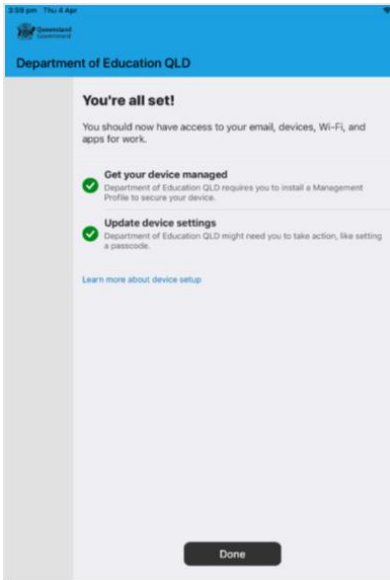 3:59 pm Thu 4 Apr
Queensland
Government
Department of Education QLD
You're all set!
You should now have access to your email, devices, Wi-Fi, and
apps for work.
Get your device managed
Department of Education QLD requires you to install a Management
Profile to secure your device.
Update device settings
Department of Education QLD might need you to take action, like setting
a passcode.
Learn more about device setup
Done